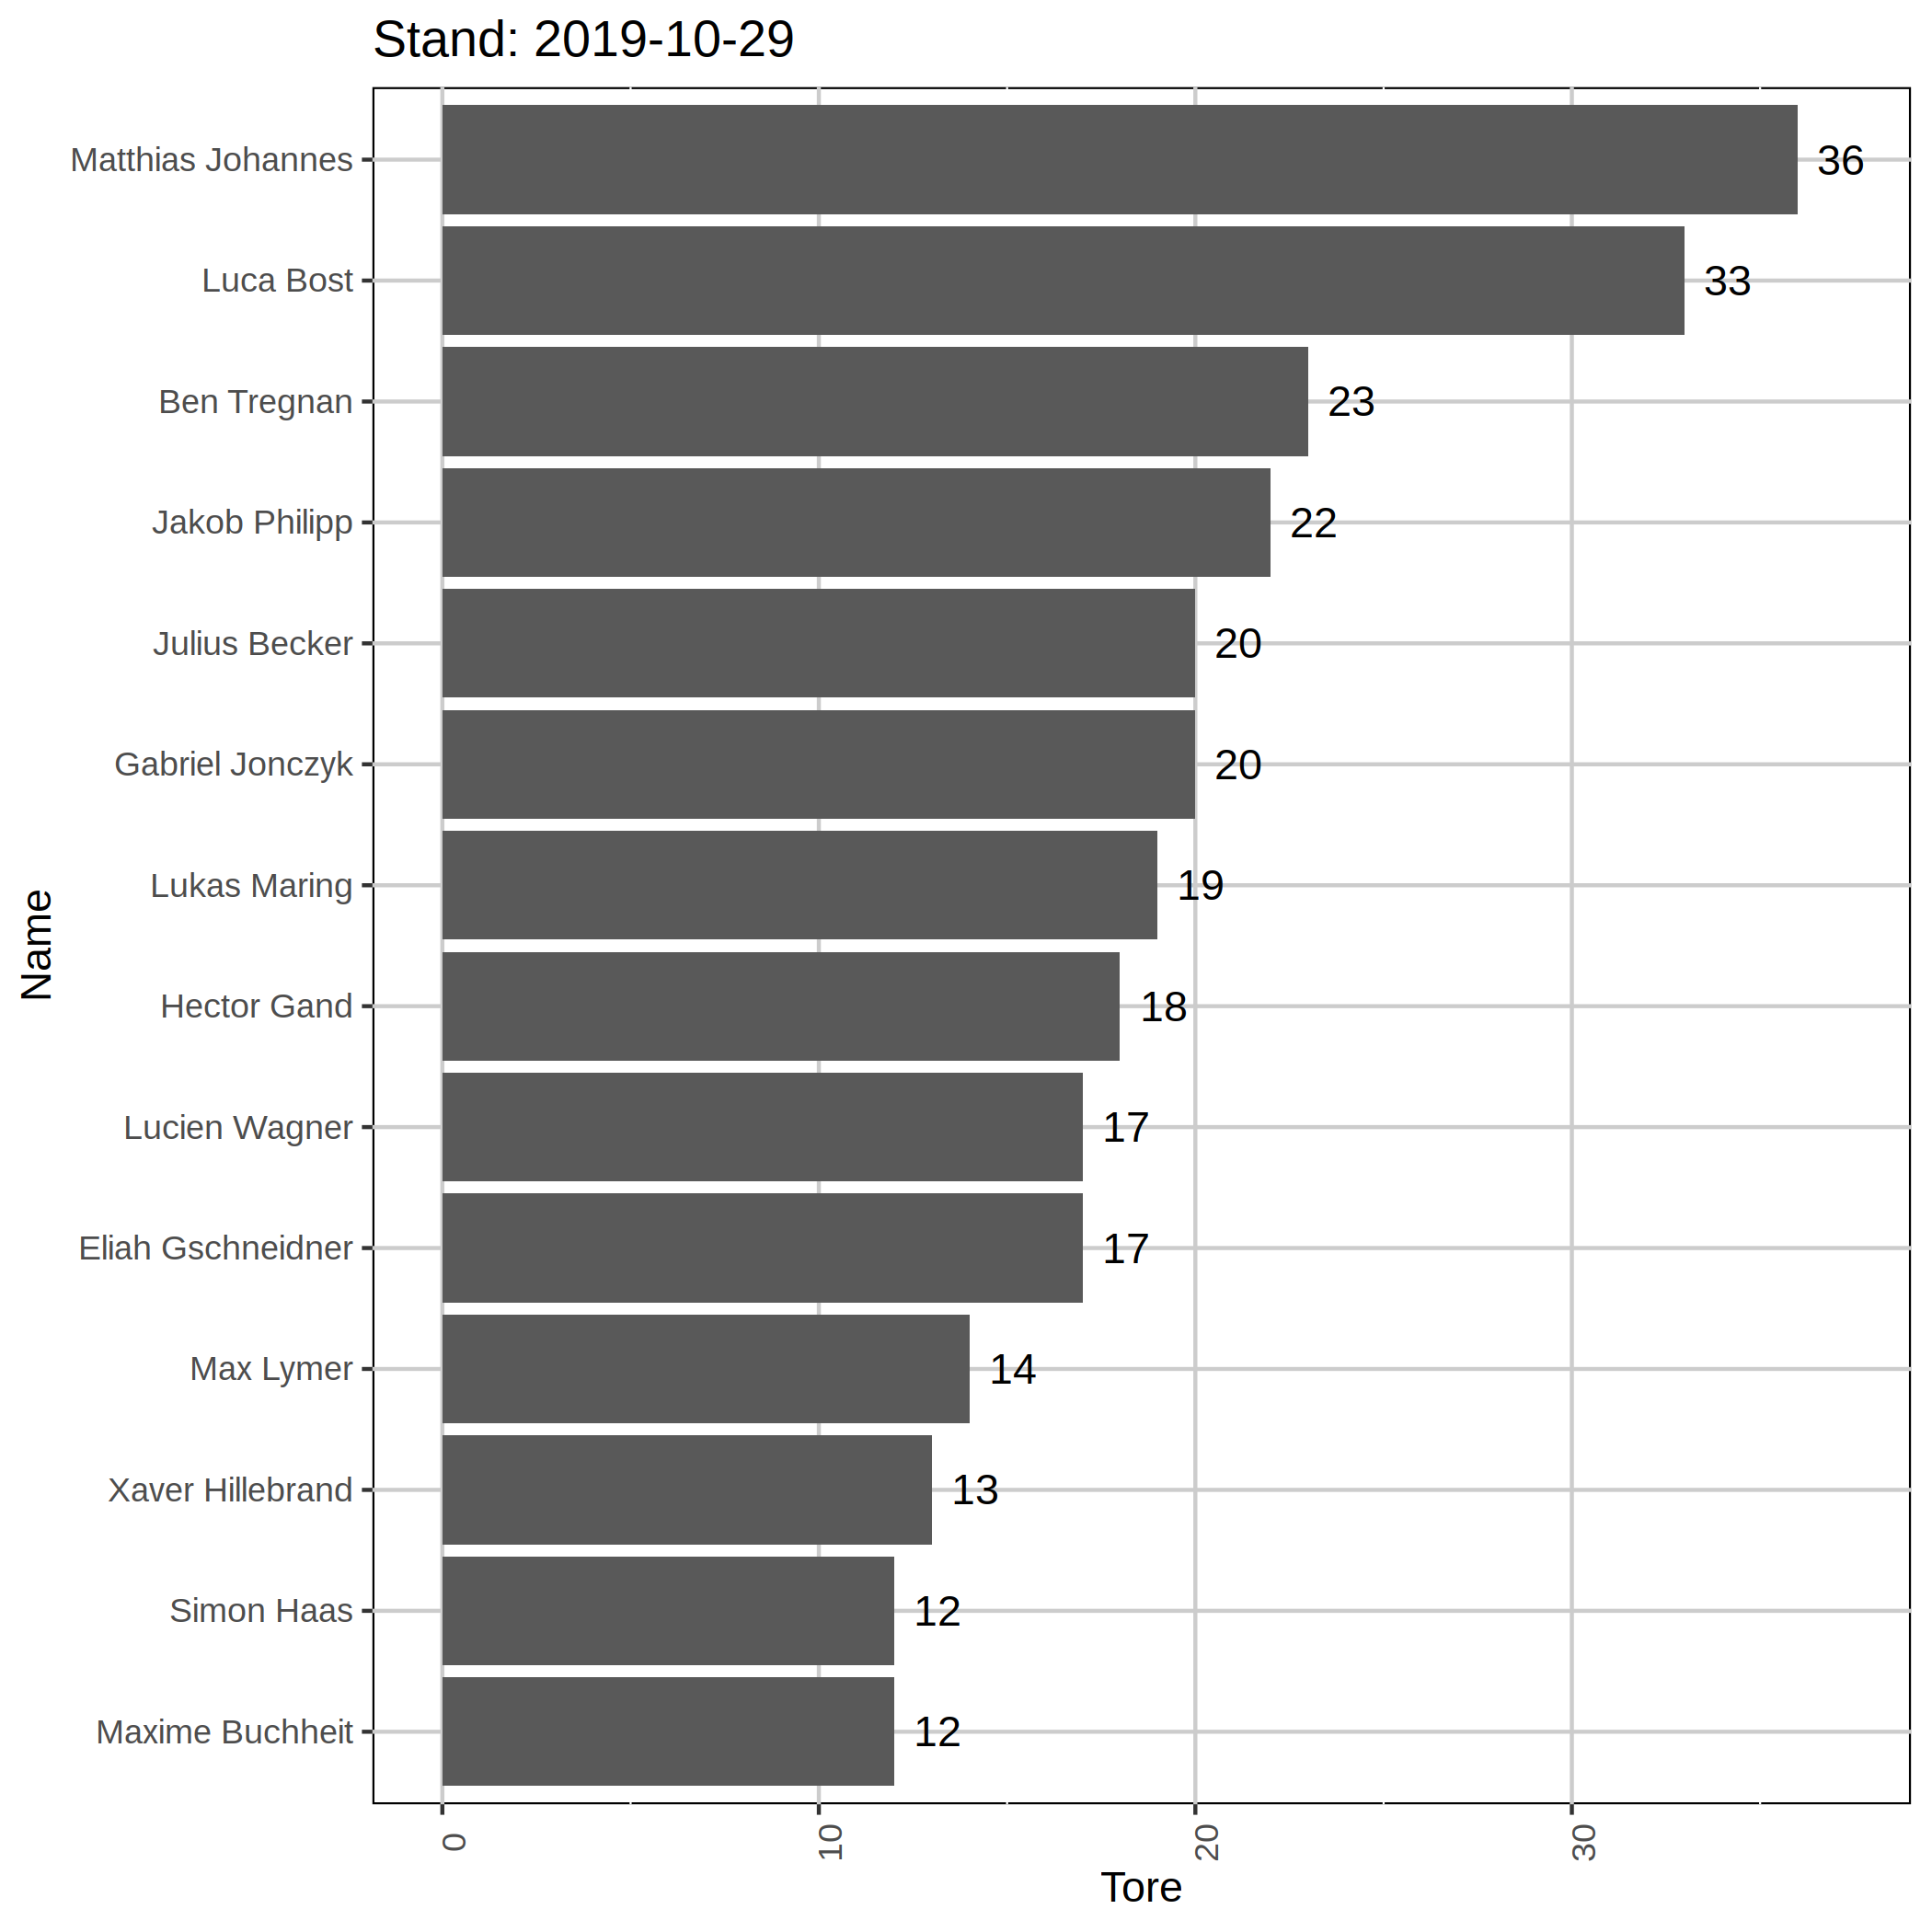 Stand: 2019-10-29
Name
Matthias Johannes 36
Luca Bost 33
Ben Tregnan 23
Jakob Philipp 22
Julius Becker 20
Gabriel Jonczyk 20
Lukas Maring 19
Hector Gand 18
Lucien Wagner 17
Eliah Gschneidner 17
Max Lymer 14
Xaver Hillebrand 13
Simon Haas 12
Maxime Buchheit 12
0 10 20 30
Tore